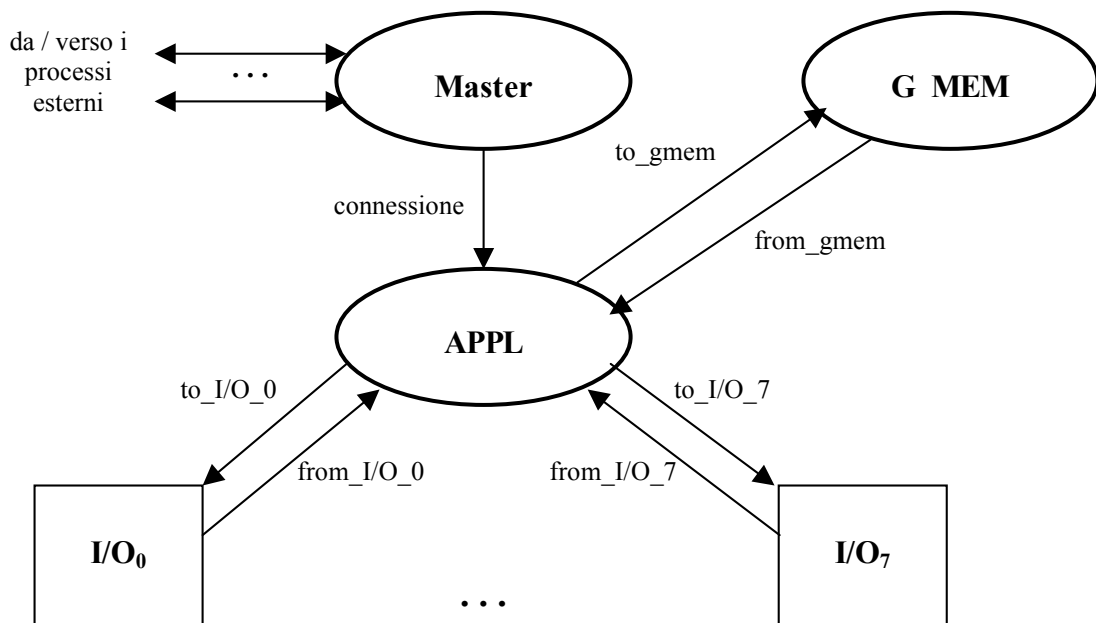 da / verso i
processi
esterni
. . .
Master
G MEM
to_gmem
connessione
from_gmem
APPL
to_I/O_0
to_I/O_7
from_I/O_0
from_I/O_7
I/O₀
I/O₇
. . .